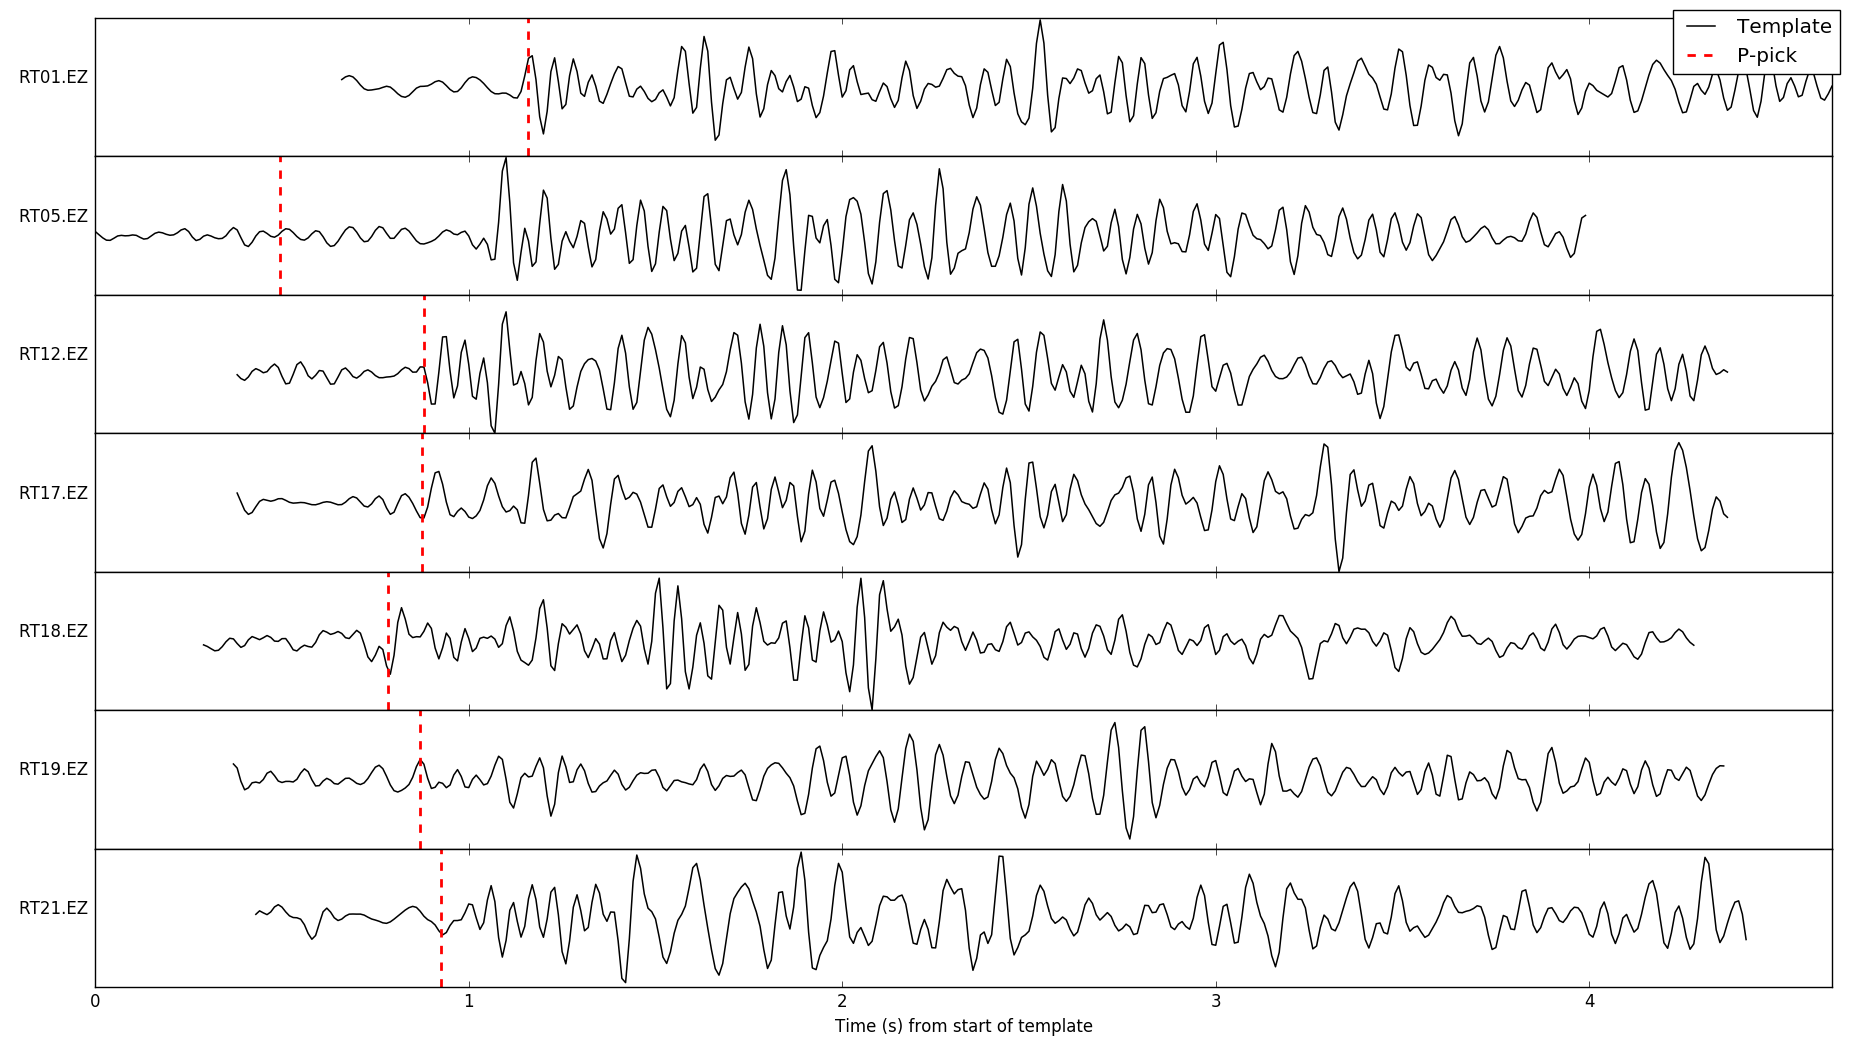 Template
P-pick
RT01.EZ
RT05.EZ
RT12.EZ
RT17.EZ
RT18.EZ
RT19.EZ
RT21.EZ
0 1 2 3 4
Time (s) from start of template